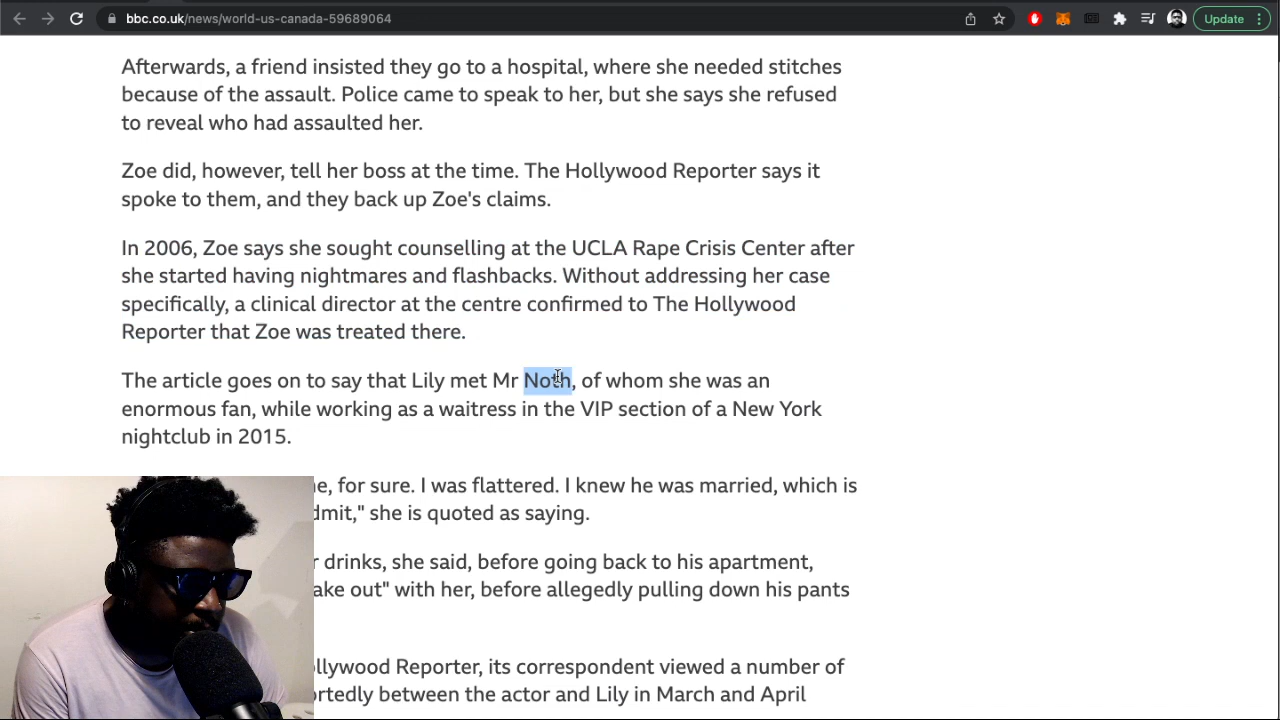 bbc.co.uk/news/world-us-canada-59689064
Update
Afterwards, a friend insisted they go to a hospital, where she needed stitches
because of the assault. Police came to speak to her, but she says she refused
to reveal who had assaulted her.
Zoe did, however, tell her boss at the time. The Hollywood Reporter says it
spoke to them, and they back up Zoe's claims.
In 2006, Zoe says she sought counselling at the UCLA Rape Crisis Center after
she started having nightmares and flashbacks. Without addressing her case
specifically, a clinical director at the centre confirmed to The Hollywood
Reporter that Zoe was treated there.
The article goes on to say that Lily met Mr Noth, of whom she was an
enormous fan, while working as a waitress in the VIP section of a New York
nightclub in 2015.
, for sure. I was flattered. I knew he was married, which is
" she is quoted as saying.
drinks, she said, before going back to his apartment,
out" with her, before allegedly pulling down his pants
Reporter, its correspondent viewed a number of
between the actor and Lily in March and April